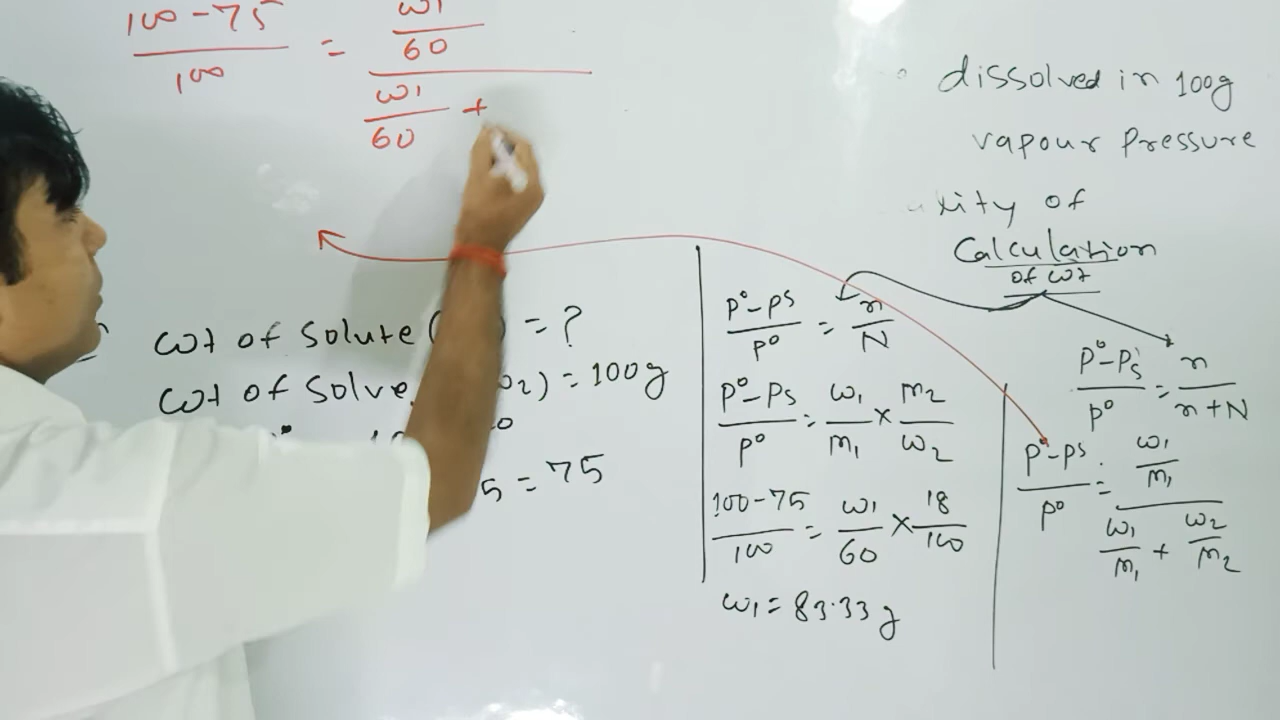 100 - 75 / 100 = w1/60 / w1/60 +
dissolved in 100g
vapour pressure
xity of
Calculation
of wt
wt of solute ( ) = ?
wt of Solve 2) = 100g
5 = 75
P° - Ps / P° = n / N
P° - Ps / P° = w1/m1 × m2/w2
100 - 75 / 100 = w1/60 × 18/100
w1 = 83.33 g
P° - Ps / P° = n / n + N
P° - Ps / P° = w1/m1 / w1/m1 + w2/m2